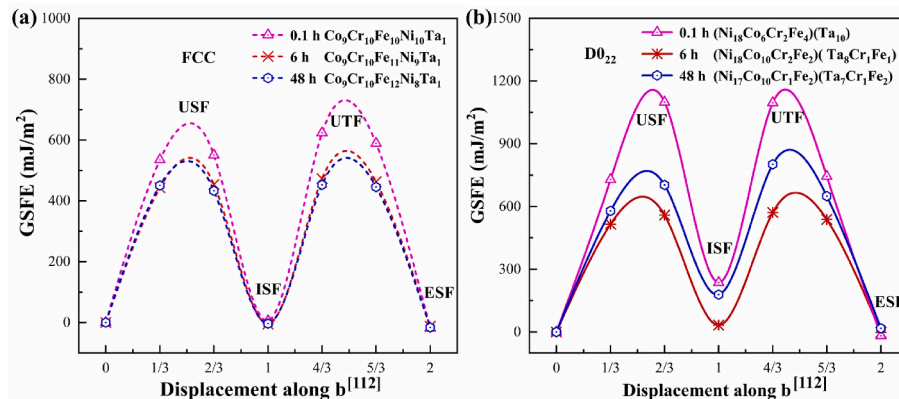 (a)
1000
800
600
400
200
0
GSFE (mJ/m²)
FCC
0.1 h Co₉Cr₁₀Fe₁₀Ni₁₀Ta₁
6 h Co₉Cr₁₀Fe₁₁Ni₉Ta₁
48 h Co₉Cr₁₀Fe₁₂Ni₈Ta₁
USF
UTF
ISF
ESF
0 1/3 2/3 1 4/3 5/3 2
Displacement along b[112]
(b)
1500
1200
900
600
300
0
GSFE (mJ/m²)
D0₂₂
0.1 h (Ni₁₈Co₆Cr₂Fe₄)(Ta₁₀)
6 h (Ni₁₈Co₁₀Cr₂Fe₂)( Ta₈Cr₁Fe₁)
48 h (Ni₁₇Co₁₀Cr₁Fe₂)(Ta₇Cr₁Fe₂)
USF
UTF
ISF
ESF
0 1/3 2/3 1 4/3 5/3 2
Displacement along b[112]